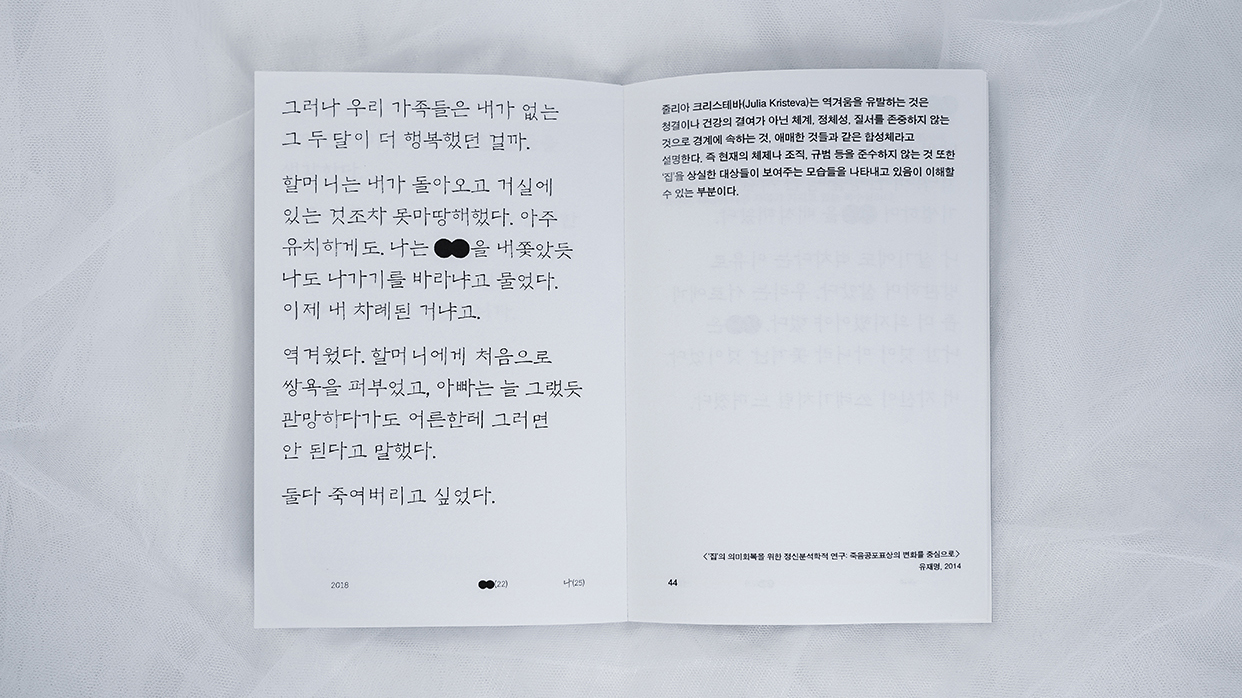 그러나 우리 가족들은 내가 없는
그 두 달이 더 행복했던 걸까.
할머니는 내가 돌아오고 거실에
있는 것조차 못마땅해했다. 아주
유치하게도. 나는 ●●을 내쫓았듯
나도 나가기를 바라냐고 물었다.
이제 내 차례된 거냐고.
역겨웠다. 할머니에게 처음으로
쌍욕을 퍼부었고, 아빠는 늘 그랬듯
관망하다가도 어른한테 그러면
안 된다고 말했다.
둘다 죽여버리고 싶었다.
2018 ●●(22) 나(25)
줄리아 크리스테바(Julia Kristeva)는 역겨움을 유발하는 것은
청결이나 건강의 결여가 아닌 체계, 정체성, 질서를 존중하지 않는
것으로 경계에 속하는 것, 애매한 것들과 같은 합성체라고
설명한다. 즉 현재의 체제나 조직, 규범 등을 준수하지 않는 것 또한
'집'을 상실한 대상들이 보여주는 모습들을 나타내고 있음이 이해할
수 있는 부분이다.
<'집'의 의미회복을 위한 정신분석학적 연구: 죽음공포표상의 변화를 중심으로>
유재명, 2014
44